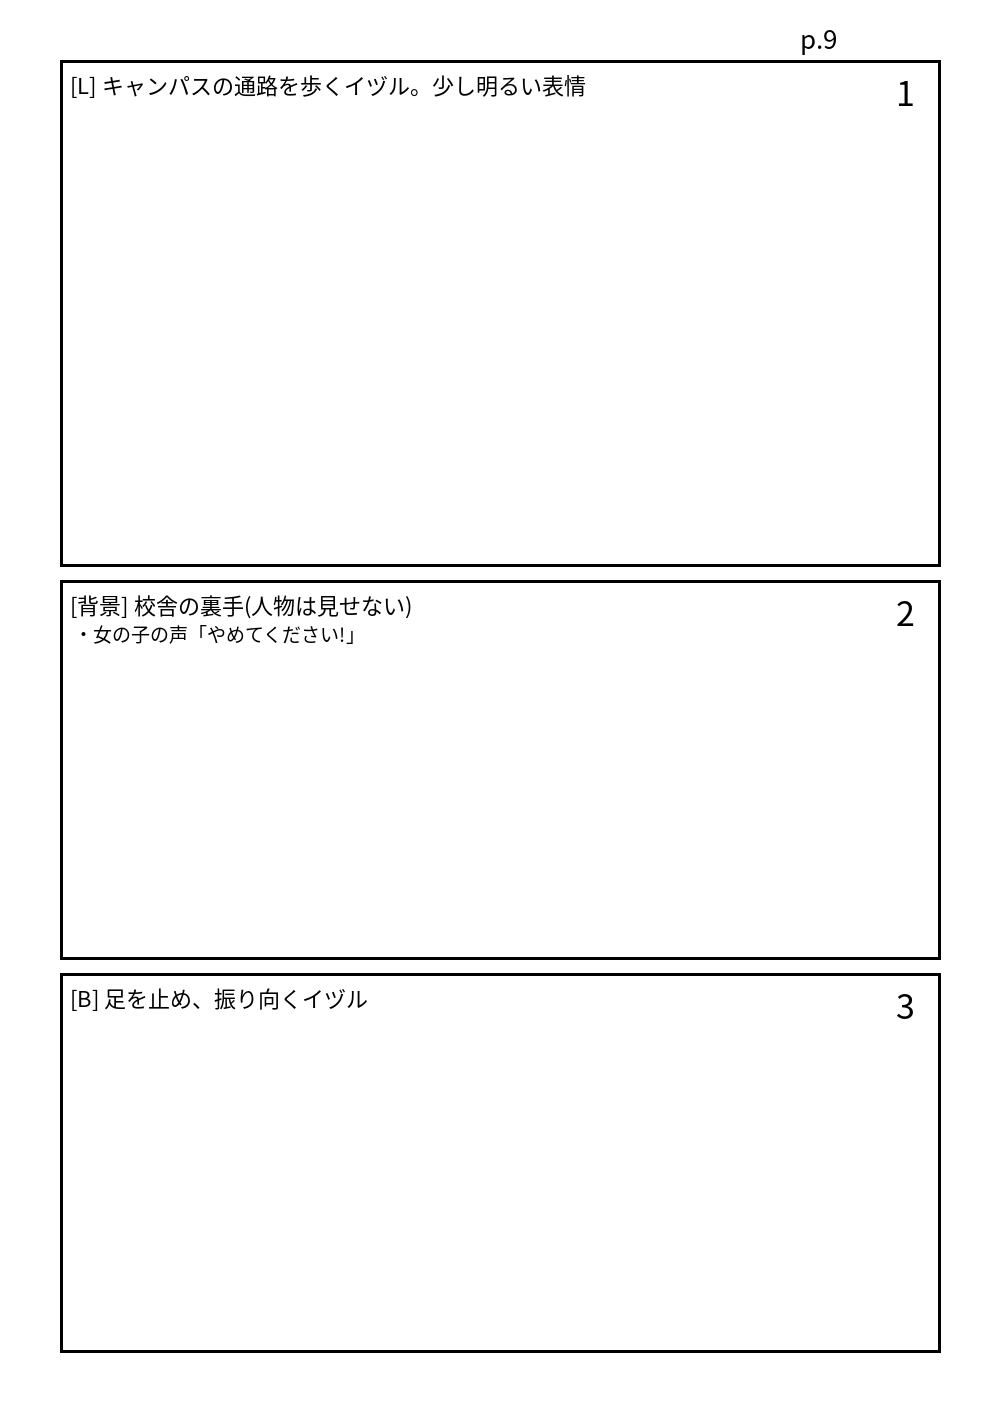 p.9
[L] キャンパスの通路を歩くイヅル。少し明るい表情
1
[背景] 校舎の裏手(人物は見せない)
・女の子の声「やめてください!」
2
[B] 足を止め、振り向くイヅル
3